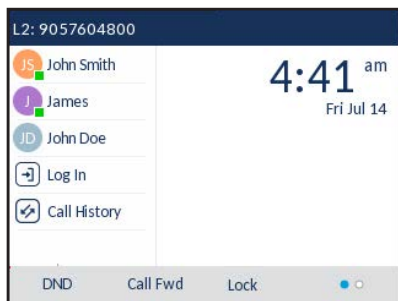 L2: 9057604800
JS John Smith
J James
JD John Doe
Log In
Call History
4:41 am
Fri Jul 14
DND Call Fwd Lock